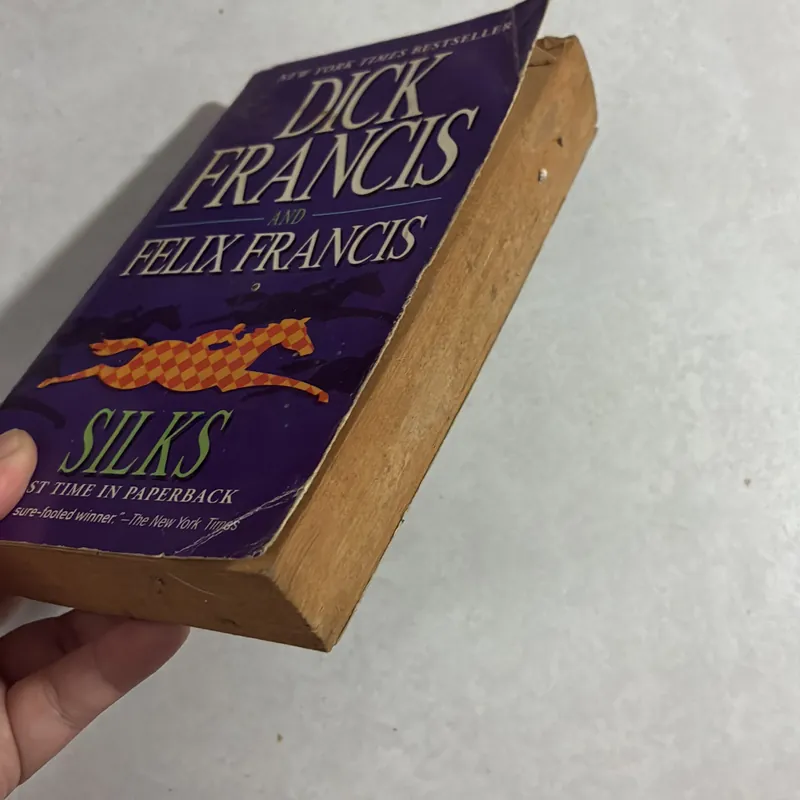 NEW YORK TIMES BESTSELLER
DICK
FRANCIS
AND
FELIX FRANCIS
SILKS
ST TIME IN PAPERBACK
sure-footed winner."—The New York Times